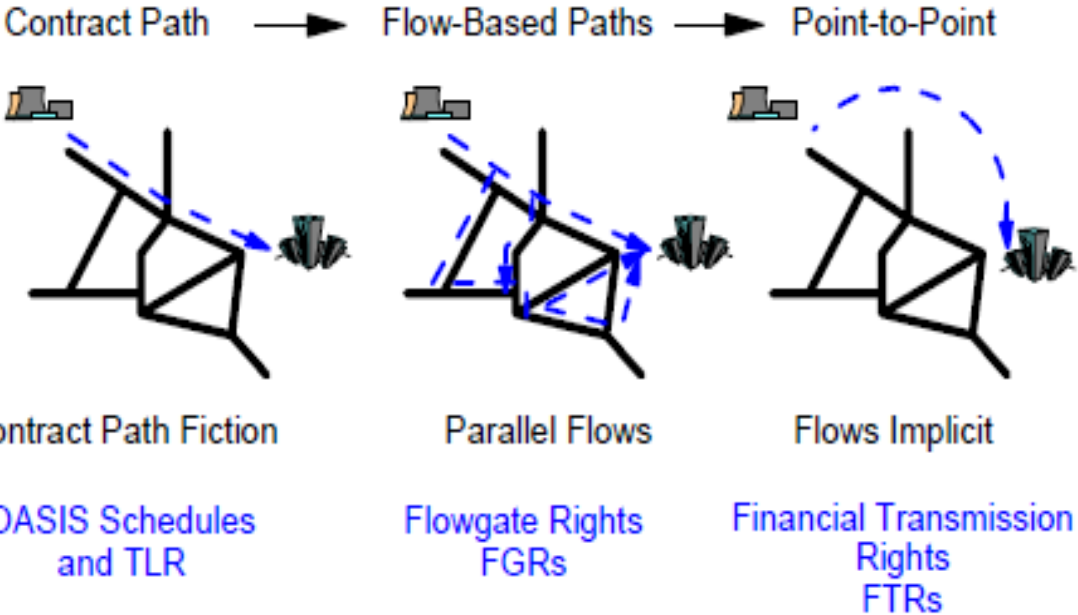 Contract Path
Flow-Based Paths
Point-to-Point
ontract Path Fiction
Parallel Flows
Flows Implicit
OASIS Schedules
and TLR
Flowgate Rights
FGRs
Financial Transmission
Rights
FTRs